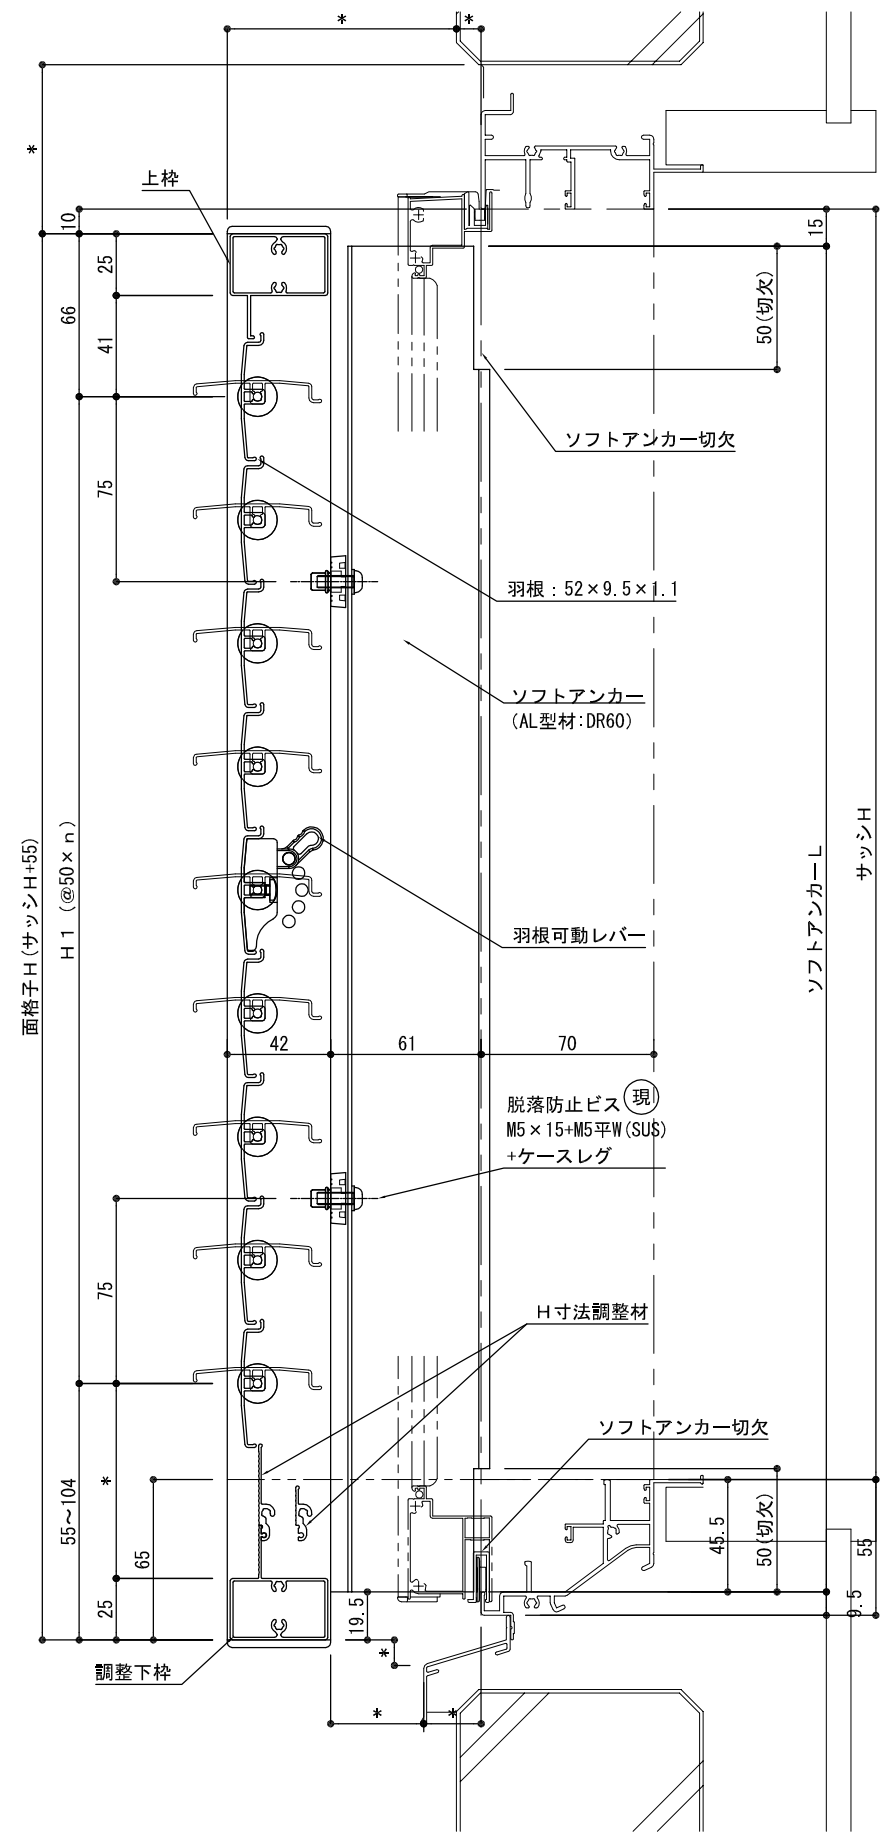 *
*
*
上枠
10
25
66
41
15
50(切欠)
ソフトアンカー切欠
75
羽根：52×9.5×1.1
ソフトアンカー
(AL型材:DR60)
面格子H(サッシH+55)
H1 (@50×n)
サッシH
ソフトアンカーL
羽根可動レバー
42
61
70
脱落防止ビス 現
M5×15+M5平W(SUS)
+ケースレグ
75
H寸法調整材
ソフトアンカー切欠
55～104
*
65
25
45.5
50(切欠)
55
9.5
19.5
*
調整下枠
*
*